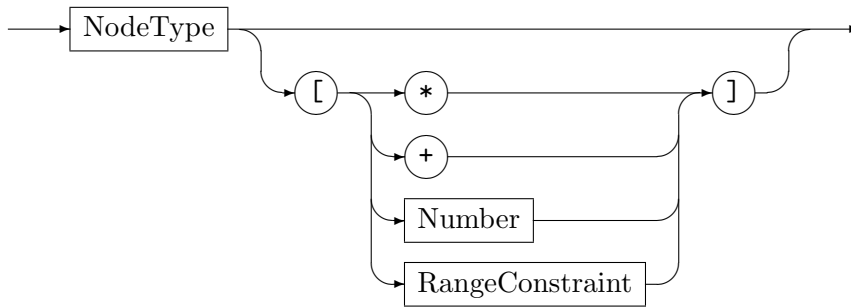 NodeType
[ * ]
+
Number
RangeConstraint